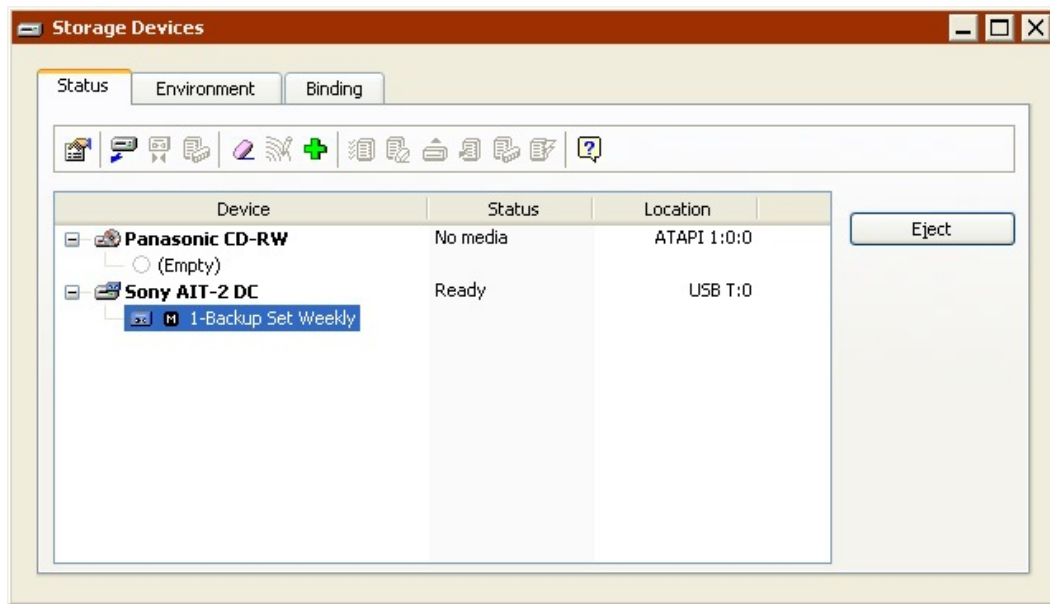 Storage Devices
Status Environment Binding
Device Status Location
Panasonic CD-RW No media ATAPI 1:0:0
(Empty)
Sony AIT-2 DC Ready USB T:0
M 1-Backup Set Weekly
Eject